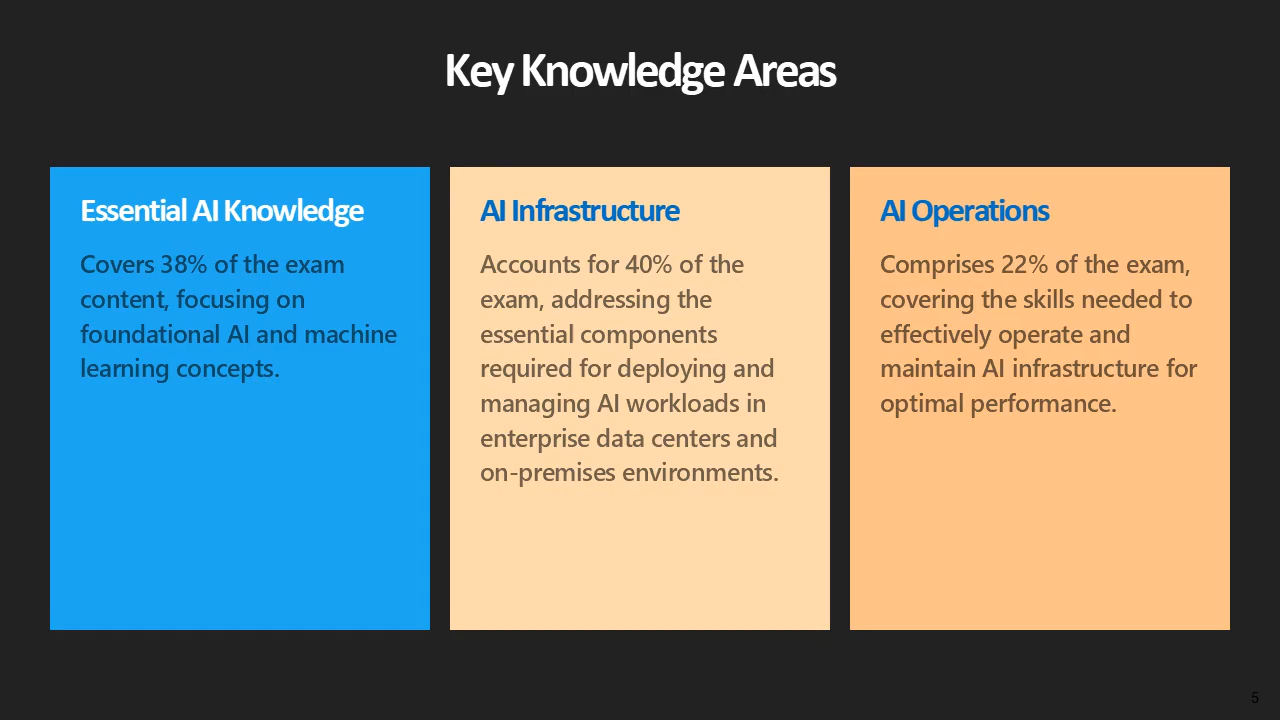 Key Knowledge Areas
Essential AI Knowledge
Covers 38% of the exam
content, focusing on
foundational AI and machine
learning concepts.
AI Infrastructure
Accounts for 40% of the
exam, addressing the
essential components
required for deploying and
managing AI workloads in
enterprise data centers and
on-premises environments.
AI Operations
Comprises 22% of the exam,
covering the skills needed to
effectively operate and
maintain AI infrastructure for
optimal performance.
5